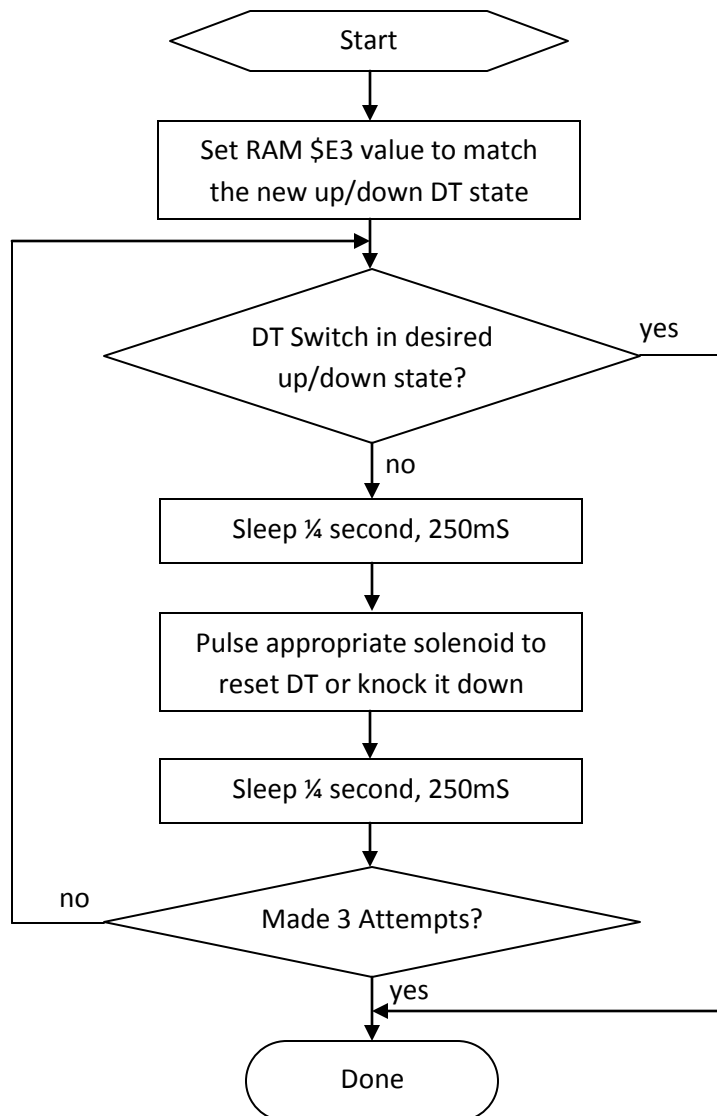 Start
Set RAM $E3 value to match
the new up/down DT state
DT Switch in desired
up/down state?
yes
no
Sleep ¼ second, 250mS
Pulse appropriate solenoid to
reset DT or knock it down
Sleep ¼ second, 250mS
no
Made 3 Attempts?
yes
Done